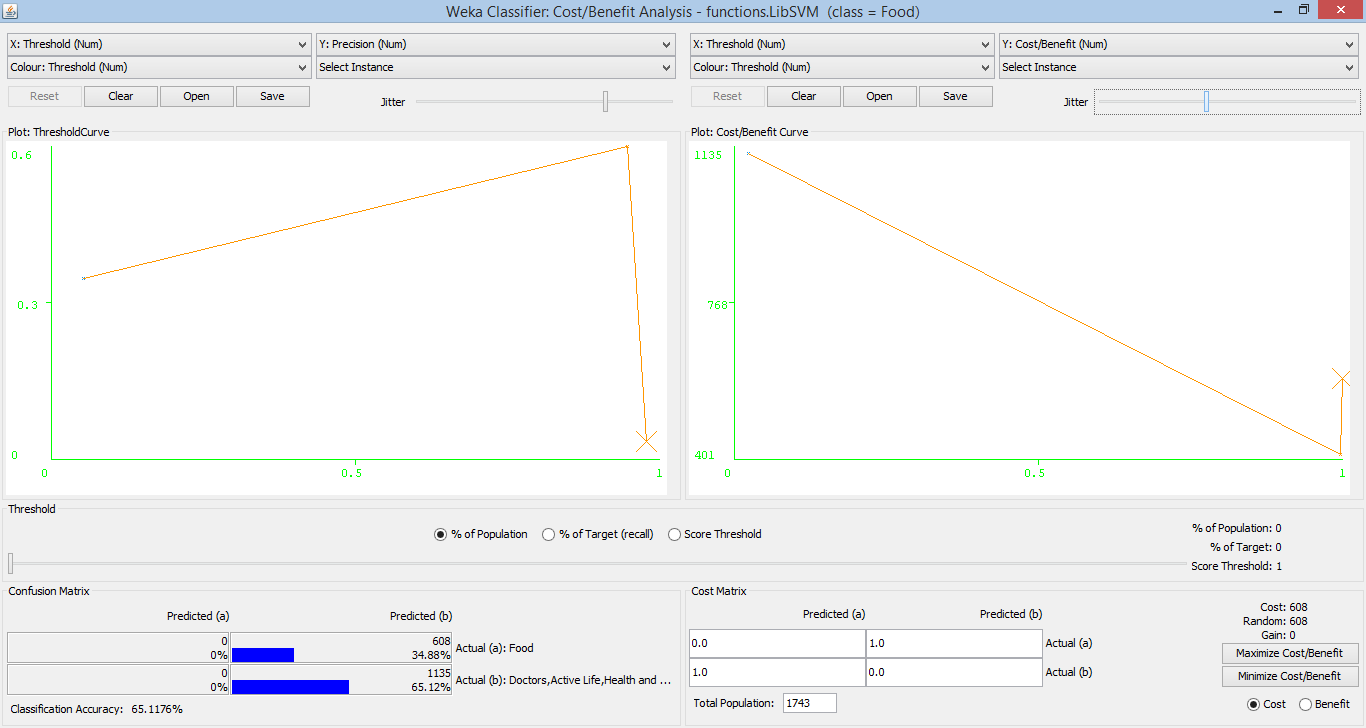 Weka Classifier: Cost/Benefit Analysis - functions.LibSVM (class = Food)
X: Threshold (Num) Y: Precision (Num) X: Threshold (Num) Y: Cost/Benefit (Num)
Colour: Threshold (Num) Select Instance Colour: Threshold (Num) Select Instance
Reset Clear Open Save Jitter Reset Clear Open Save Jitter
Plot: ThresholdCurve Plot: Cost/Benefit Curve
0.6 1135
0.3 768
0 401
0 0.5 1 0 0.5 1
Threshold
% of Population % of Target (recall) Score Threshold
% of Population: 0
% of Target: 0
Score Threshold: 1
Confusion Matrix
Predicted (a) Predicted (b)
0 608
0% 34.88% Actual (a): Food
0 1135
0% 65.12% Actual (b): Doctors,Active Life,Health and ...
Classification Accuracy: 65.1176%
Cost Matrix
Predicted (a) Predicted (b)
0.0 1.0 Actual (a)
1.0 0.0 Actual (b)
Total Population: 1743
Cost: 608
Random: 608
Gain: 0
Maximize Cost/Benefit
Minimize Cost/Benefit
Cost Benefit